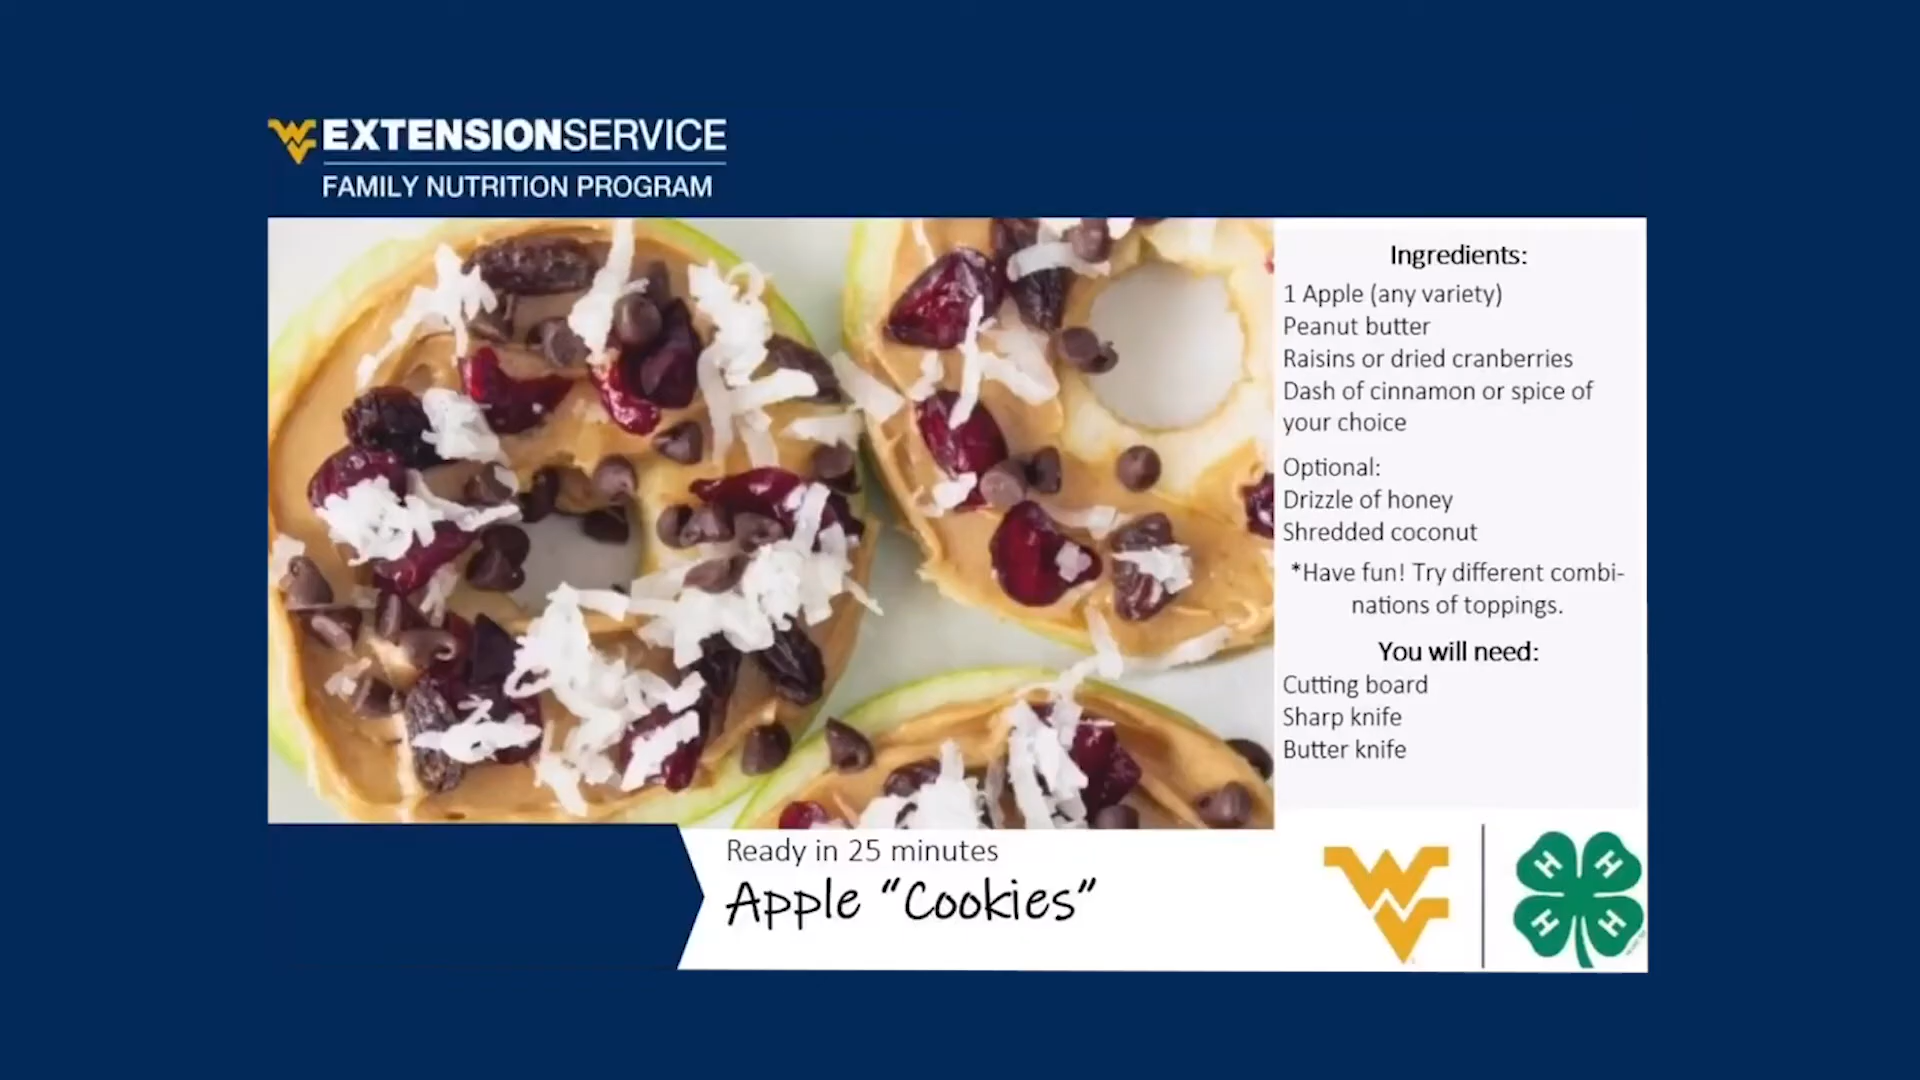 EXTENSIONSERVICE
FAMILY NUTRITION PROGRAM
Ingredients:
1 Apple (any variety)
Peanut butter
Raisins or dried cranberries
Dash of cinnamon or spice of
your choice
Optional:
Drizzle of honey
Shredded coconut
*Have fun! Try different combi-
nations of toppings.
You will need:
Cutting board
Sharp knife
Butter knife
Ready in 25 minutes
Apple “Cookies”
WV
H H
H H